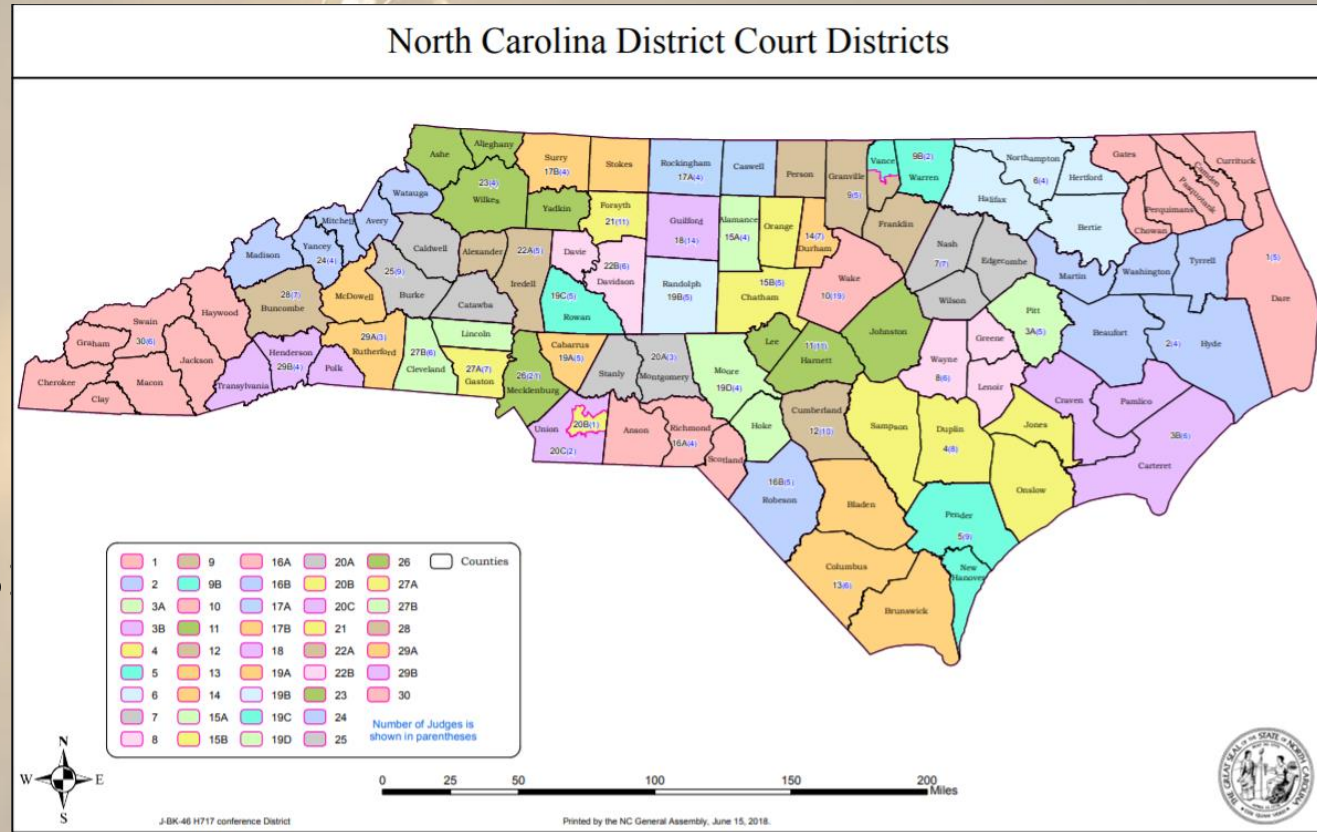 North Carolina District Court Districts
Ashe
Alleghany
Surry
17B(4)
Stokes
Rockingham
17A(4)
Caswell
Person
Granville
9(5)
Vance
9B(2)
Warren
Northampton
6(4)
Hertford
Gates
Camden
Currituck
Pasquotank
Perquimans
Chowan
Halifax
Bertie
Watauga
23(4)
Wilkes
Yadkin
Forsyth
21(11)
Guilford
18(14)
Alamance
15A(4)
Orange
14(7)
Durham
Franklin
Nash
7(7)
Edgecombe
Martin
Washington
Tyrrell
1(5)
Dare
Mitchell
Avery
Yancey
24(4)
Madison
Caldwell
25(9)
Burke
Alexander
22A(5)
Iredell
Davie
22B(6)
Davidson
Randolph
19B(5)
15B(5)
Chatham
Wake
10(19)
Wilson
Pitt
3A(5)
Beaufort
2(4)
Hyde
28(7)
Buncombe
McDowell
Catawba
19C(5)
Rowan
Haywood
Swain
30(6)
Graham
Jackson
Cherokee
Macon
Clay
Henderson
29B(4)
Transylvania
Polk
29A(3)
Rutherford
27B(6)
Cleveland
Lincoln
27A(7)
Gaston
26(21)
Mecklenburg
Cabarrus
19A(5)
Stanly
20A(3)
Montgomery
Moore
19D(4)
Lee
11(11)
Harnett
Johnston
Wayne
8(6)
Greene
Lenoir
Craven
Pamlico
3B(6)
Carteret
Union
20B(1)
20C(2)
Anson
Richmond
16A(4)
Scotland
Hoke
Cumberland
12(10)
Sampson
Duplin
4(8)
Jones
Onslow
16B(5)
Robeson
Bladen
Pender
5(9)
New
Hanover
Columbus
13(6)
Brunswick
1 9 16A 20A 26 Counties
2 9B 16B 20B 27A
3A 10 17A 20C 27B
3B 11 17B 21 28
4 12 18 22A 29A
5 13 19A 22B 29B
6 14 19B 23 30
7 15A 19C 24
8 15B 19D 25
Number of Judges is
shown in parentheses
N
W E
S
0 25 50 100 150 200
Miles
J-BK-46 H717 conference District
Printed by the NC General Assembly, June 15, 2018.
THE GREAT SEAL OF THE STATE OF NORTH CAROLINA